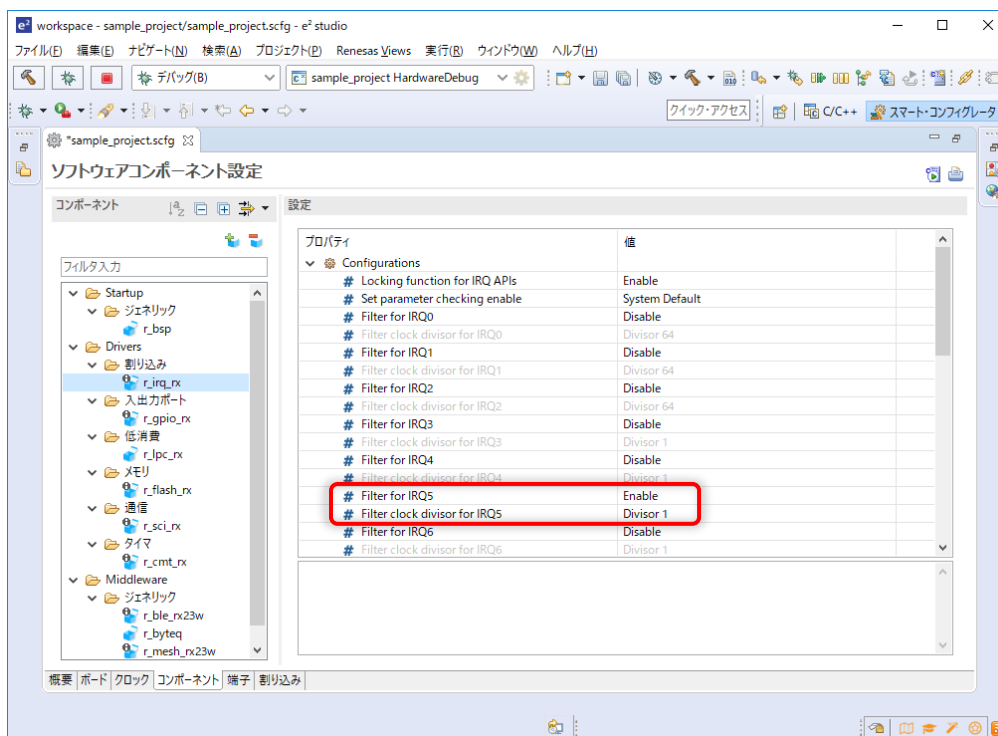 e² workspace - sample_project/sample_project.scfg - e² studio
ファイル(F) 編集(E) ナビゲート(N) 検索(A) プロジェクト(P) Renesas Views 実行(R) ウィンドウ(W) ヘルプ(H)
デバッグ(B) sample_project HardwareDebug
クイック・アクセス C/C++ スマート・コンフィグレータ
*sample_project.scfg
ソフトウェアコンポーネント設定
コンポーネント
設定
フィルタ入力
Startup
ジェネリック
r_bsp
Drivers
割り込み
r_irq_rx
入出力ポート
r_gpio_rx
低消費
r_lpc_rx
メモリ
r_flash_rx
通信
r_sci_rx
タイマ
r_cmt_rx
Middleware
ジェネリック
r_ble_rx23w
r_byteq
r_mesh_rx23w
プロパティ 値
Configurations
# Locking function for IRQ APIs Enable
# Set parameter checking enable System Default
# Filter for IRQ0 Disable
# Filter clock divisor for IRQ0 Divisor 64
# Filter for IRQ1 Disable
# Filter clock divisor for IRQ1 Divisor 64
# Filter for IRQ2 Disable
# Filter clock divisor for IRQ2 Divisor 64
# Filter for IRQ3 Disable
# Filter clock divisor for IRQ3 Divisor 1
# Filter for IRQ4 Disable
# Filter clock divisor for IRQ4 Divisor 1
# Filter for IRQ5 Enable
# Filter clock divisor for IRQ5 Divisor 1
# Filter for IRQ6 Disable
# Filter clock divisor for IRQ6 Divisor 1
概要 ボード クロック コンポーネント 端子 割り込み